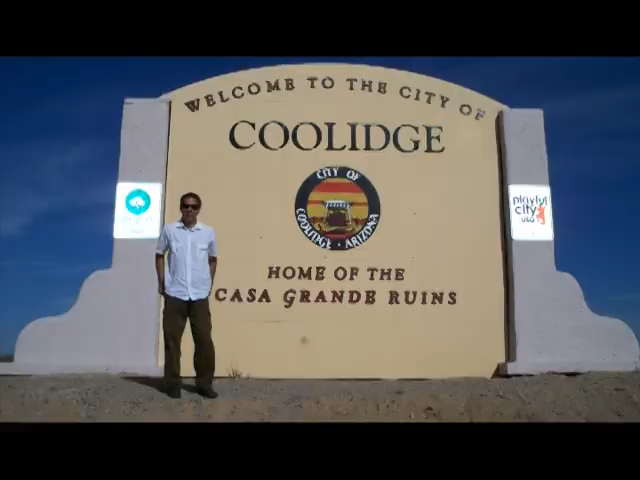 WELCOME TO THE CITY OF
COOLIDGE
CITY OF
COOLIDGE · ARIZONA
HOME OF THE
CASA GRANDE RUINS
playful
city
USA